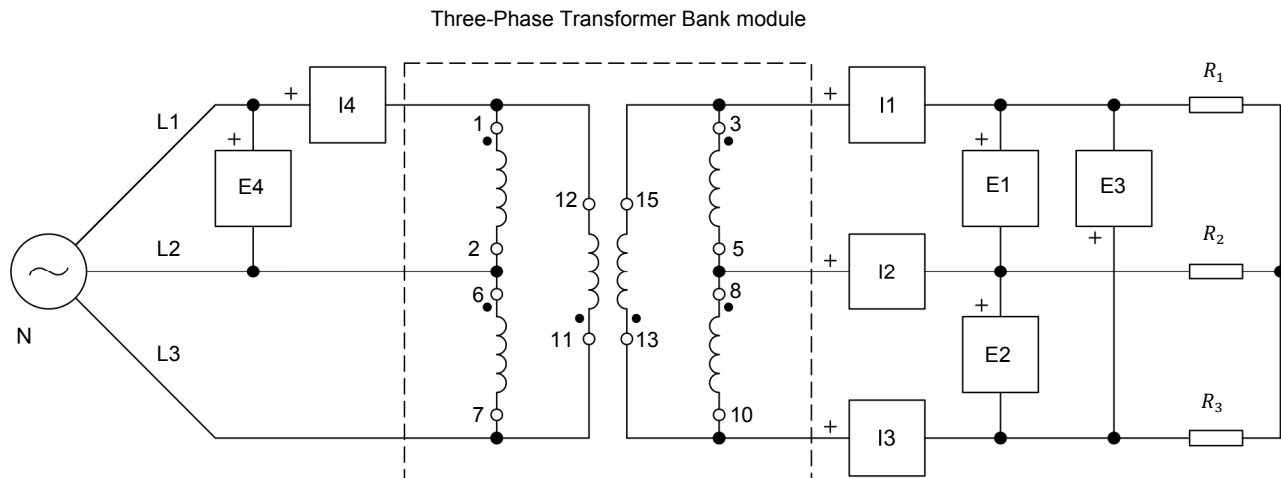 Three-Phase Transformer Bank module
+ I4 + I1 R₁
L1 1 3
+ E4 + E1 E3
12 15
L2 2 5 + I2 + R₂
6 8
N + E2
L3 11 13
7 10 R₃
+ I3